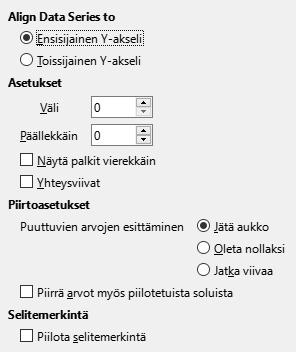 Align Data Series to
Ensisijainen Y-akseli
Toissijainen Y-akseli
Asetukset
Väli 0
Päällekkäin 0
Näytä palkit vierekkäin
Yhteysviivat
Piirtoasetukset
Puuttuvien arvojen esittäminen Jätä aukko
Oleta nollaksi
Jatka viivaa
Piirrä arvot myös piilotetuista soluista
Selitemerkintä
Piilota selitemerkintä